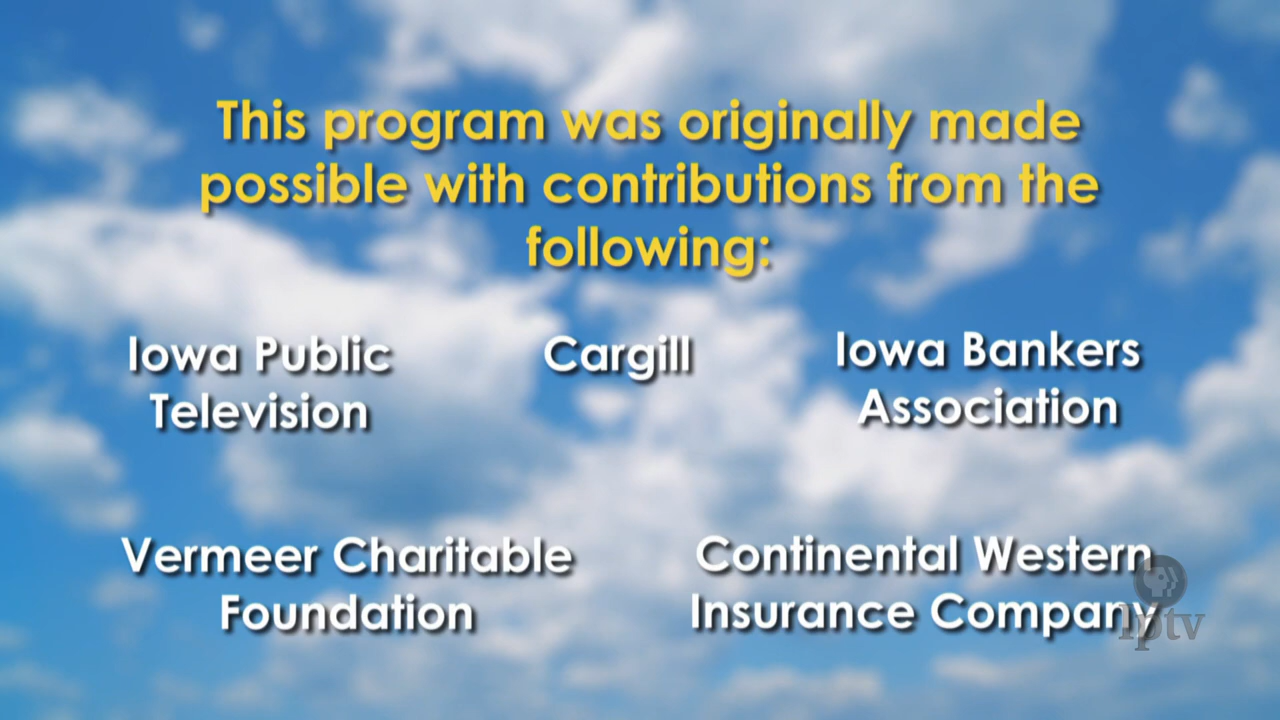 This program was originally made
possible with contributions from the
following:
Iowa Public
Television
Cargill
Iowa Bankers
Association
Vermeer Charitable
Foundation
Continental Western
Insurance Company
iptv